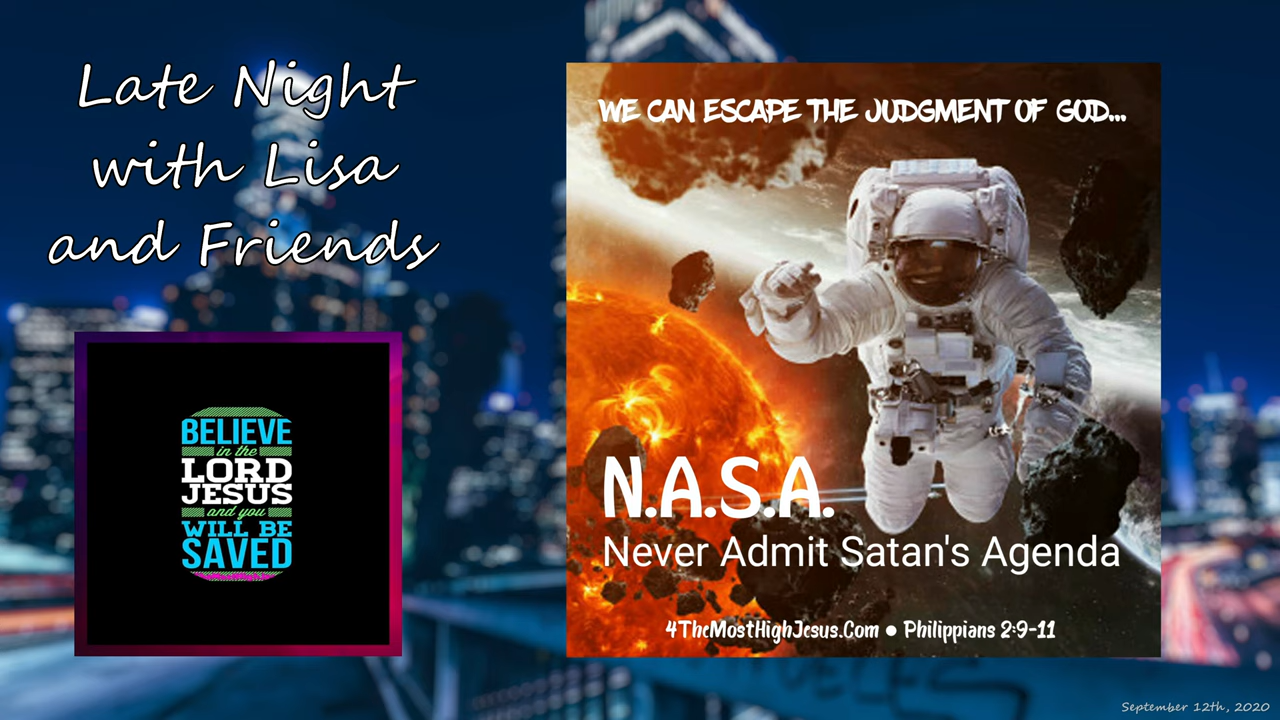 Late Night
with Lisa
and Friends
BELIEVE
in the
LORD
JESUS
and you
WILL BE
SAVED
WE CAN ESCAPE THE JUDGMENT OF GOD...
N.A.S.A.
Never Admit Satan's Agenda
4TheMostHighJesus.Com ● Philippians 2:9-11
September 12th, 2020